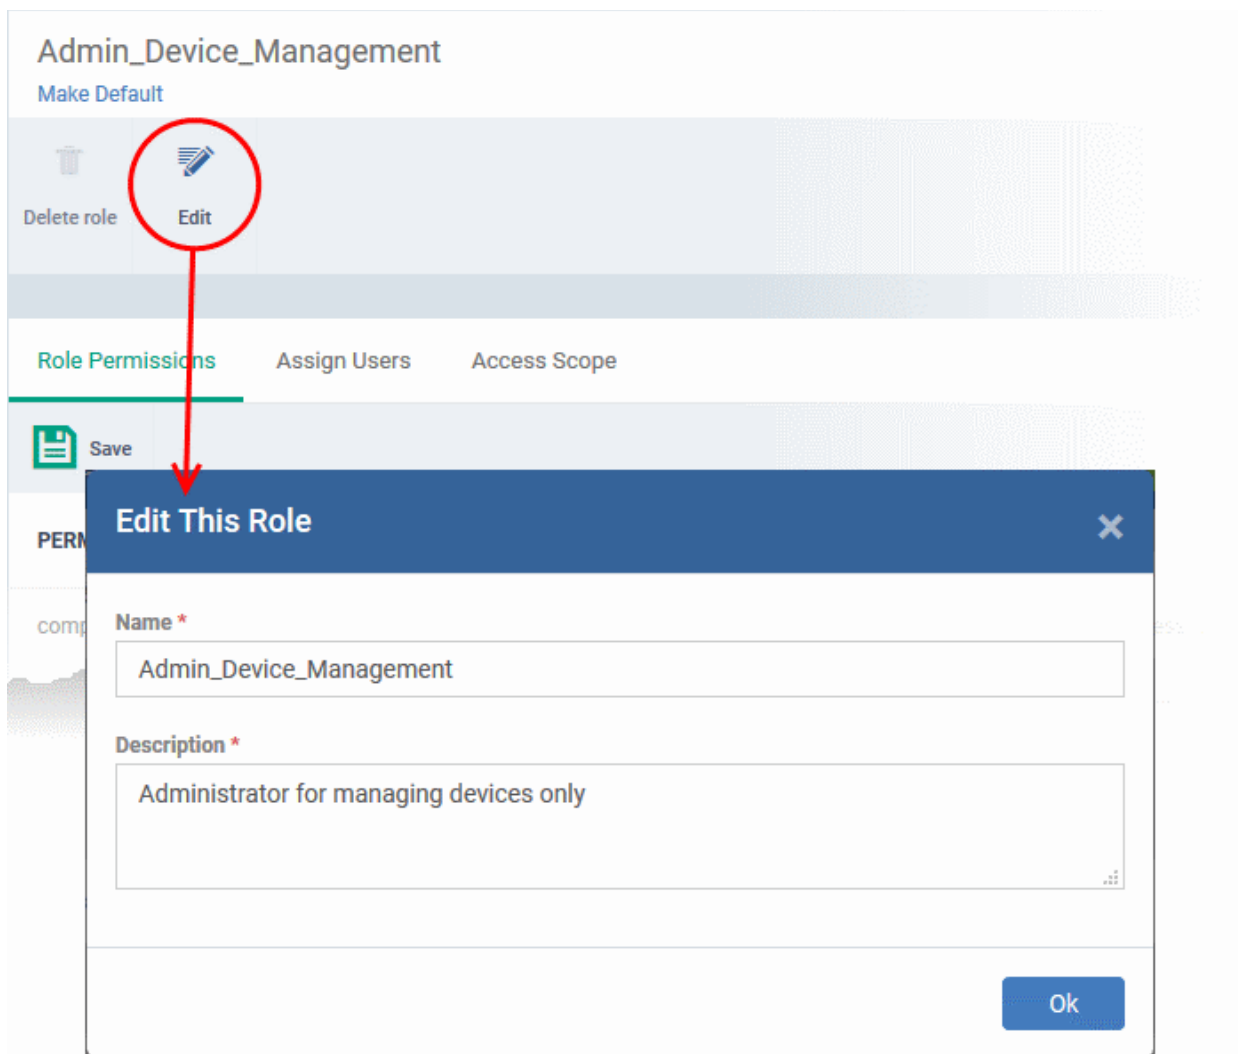 Admin_Device_Management
Make Default
Delete role
Edit
Role Permissions
Assign Users
Access Scope
Save
Edit This Role
Name *
Admin_Device_Management
Description *
Administrator for managing devices only
Ok